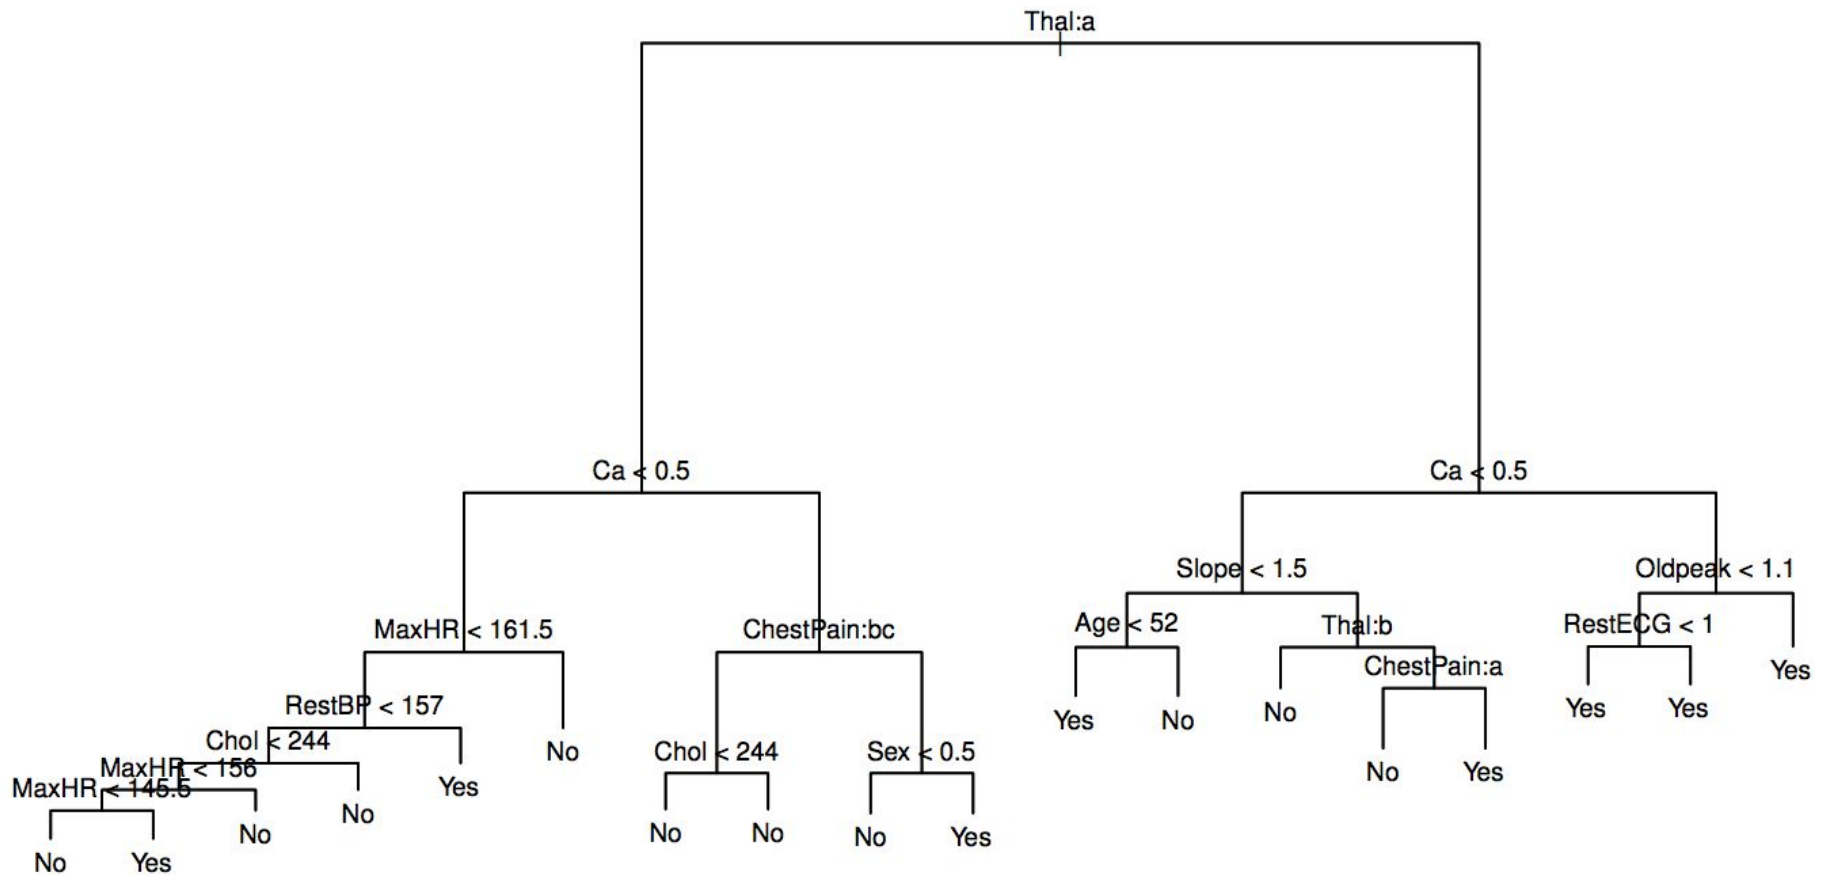 Thal:a
Ca < 0.5
Ca < 0.5
Slope < 1.5
Oldpeak < 1.1
Age < 52
Thal:b
RestECG < 1
MaxHR < 161.5
ChestPain:bc
ChestPain:a
Yes
RestBP < 157
Yes
No
No
Yes
Yes
Chol < 244
No
Chol < 244
Sex < 0.5
MaxHR < 156
No
Yes
MaxHR < 145.5
Yes
No
No
No
No
No
Yes
No
Yes